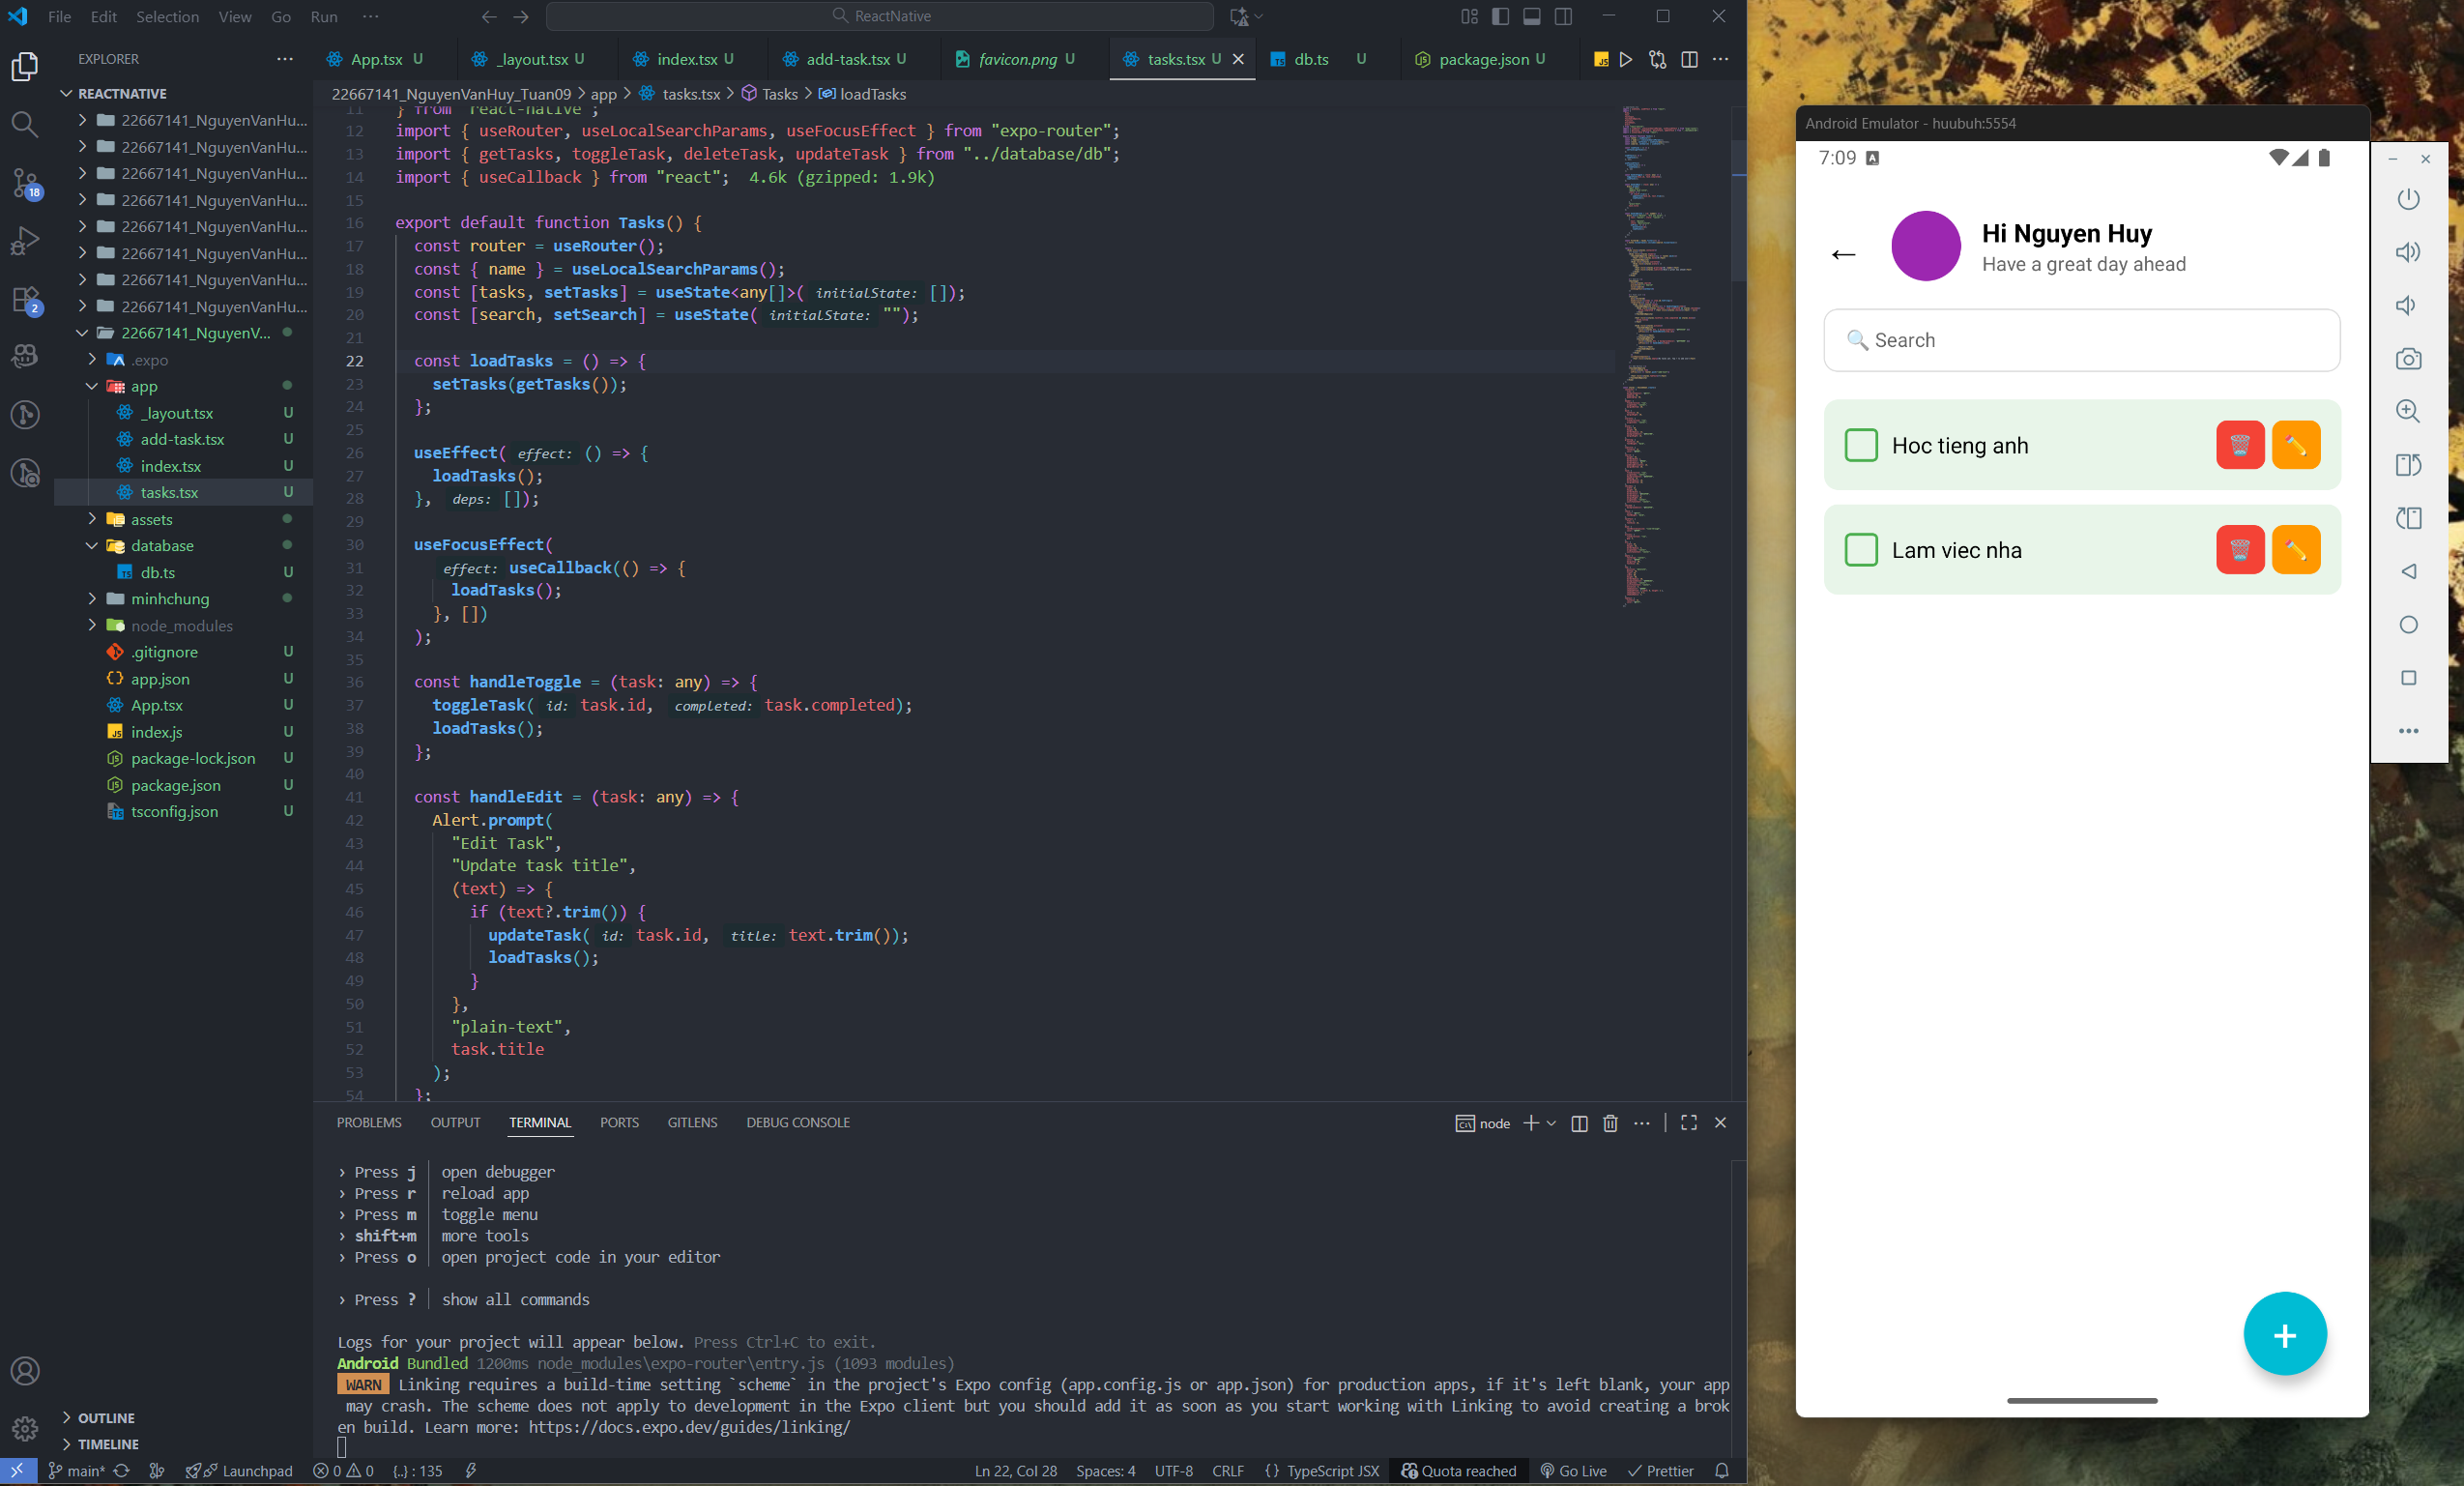 File Edit Selection View Go Run ···
ReactNative
EXPLORER
REACTNATIVE
22667141_NguyenVanHu...
22667141_NguyenVanHu...
22667141_NguyenVanHu...
22667141_NguyenVanHu...
22667141_NguyenVanHu...
22667141_NguyenVanHu...
22667141_NguyenVanHu...
22667141_NguyenVanHu...
22667141_NguyenV...
.expo
app
_layout.tsx U
add-task.tsx U
index.tsx U
tasks.tsx U
assets
database
db.ts U
minhchung
node_modules
.gitignore U
app.json U
App.tsx U
index.js U
package-lock.json U
package.json U
tsconfig.json U
OUTLINE
TIMELINE
18
2
App.tsx U _layout.tsx U index.tsx U add-task.tsx U favicon.png U tasks.tsx U db.ts U package.json U
22667141_NguyenVanHuy_Tuan09 > app > tasks.tsx > Tasks > loadTasks
11 } from "react-native";
12 import { useRouter, useLocalSearchParams, useFocusEffect } from "expo-router";
13 import { getTasks, toggleTask, deleteTask, updateTask } from "../database/db";
14 import { useCallback } from "react"; 4.6k (gzipped: 1.9k)
15
16 export default function Tasks() {
17 const router = useRouter();
18 const { name } = useLocalSearchParams();
19 const [tasks, setTasks] = useState<any[]>( initialState: []);
20 const [search, setSearch] = useState( initialState: "");
21
22 const loadTasks = () => {
23 setTasks(getTasks());
24 };
25
26 useEffect( effect: () => {
27 loadTasks();
28 }, deps: []);
29
30 useFocusEffect(
31 effect: useCallback(() => {
32 loadTasks();
33 }, [])
34 );
35
36 const handleToggle = (task: any) => {
37 toggleTask( id: task.id, completed: task.completed);
38 loadTasks();
39 };
40
41 const handleEdit = (task: any) => {
42 Alert.prompt(
43 "Edit Task",
44 "Update task title",
45 (text) => {
46 if (text?.trim()) {
47 updateTask( id: task.id, title: text.trim());
48 loadTasks();
49 }
50 },
51 "plain-text",
52 task.title
53 );
54 };
PROBLEMS OUTPUT TERMINAL PORTS GITLENS DEBUG CONSOLE
node
› Press j │ open debugger
› Press r │ reload app
› Press m │ toggle menu
› shift+m │ more tools
› Press o │ open project code in your editor
› Press ? │ show all commands
Logs for your project will appear below. Press Ctrl+C to exit.
Android Bundled 1200ms node_modules\expo-router\entry.js (1093 modules)
WARN Linking requires a build-time setting `scheme` in the project's Expo config (app.config.js or app.json) for production apps, if it's left blank, your app
may crash. The scheme does not apply to development in the Expo client but you should add it as soon as you start working with Linking to avoid creating a brok
en build. Learn more: https://docs.expo.dev/guides/linking/
main* Launchpad 0 0 {..} : 135 Ln 22, Col 28 Spaces: 4 UTF-8 CRLF {} TypeScript JSX Quota reached Go Live Prettier
Android Emulator - huubuh:5554
7:09
Hi Nguyen Huy
Have a great day ahead
🔍 Search
Hoc tieng anh
Lam viec nha
+